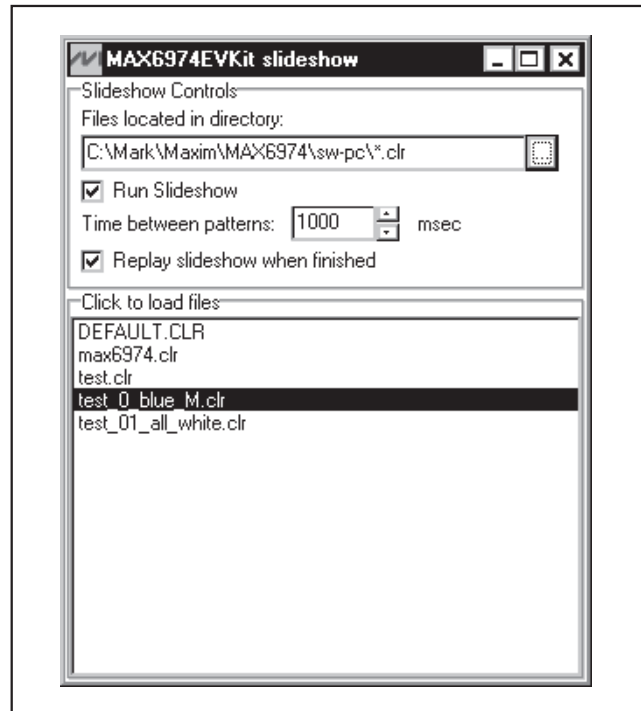 MAX6974EVKit slideshow
Slideshow Controls
Files located in directory:
C:\Mark\Maxim\MAX6974\sw-pc\*.clr
Run Slideshow
Time between patterns: 1000 msec
Replay slideshow when finished
Click to load files
DEFAULT.CLR
max6974.clr
test.clr
test_0_blue_M.clr
test_01_all_white.clr